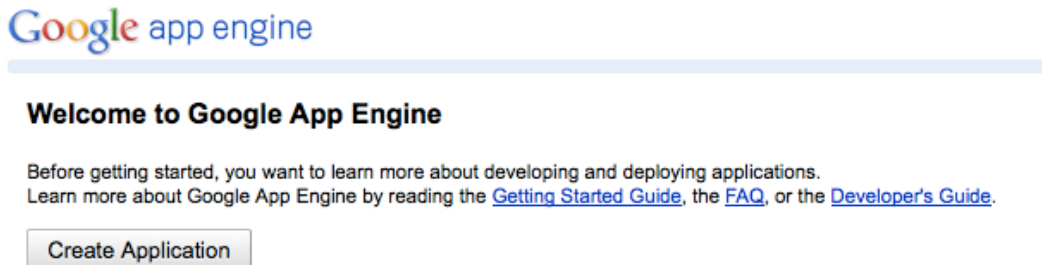 Google app engine
Welcome to Google App Engine
Before getting started, you want to learn more about developing and deploying applications.
Learn more about Google App Engine by reading the Getting Started Guide, the FAQ, or the Developer's Guide.
Create Application